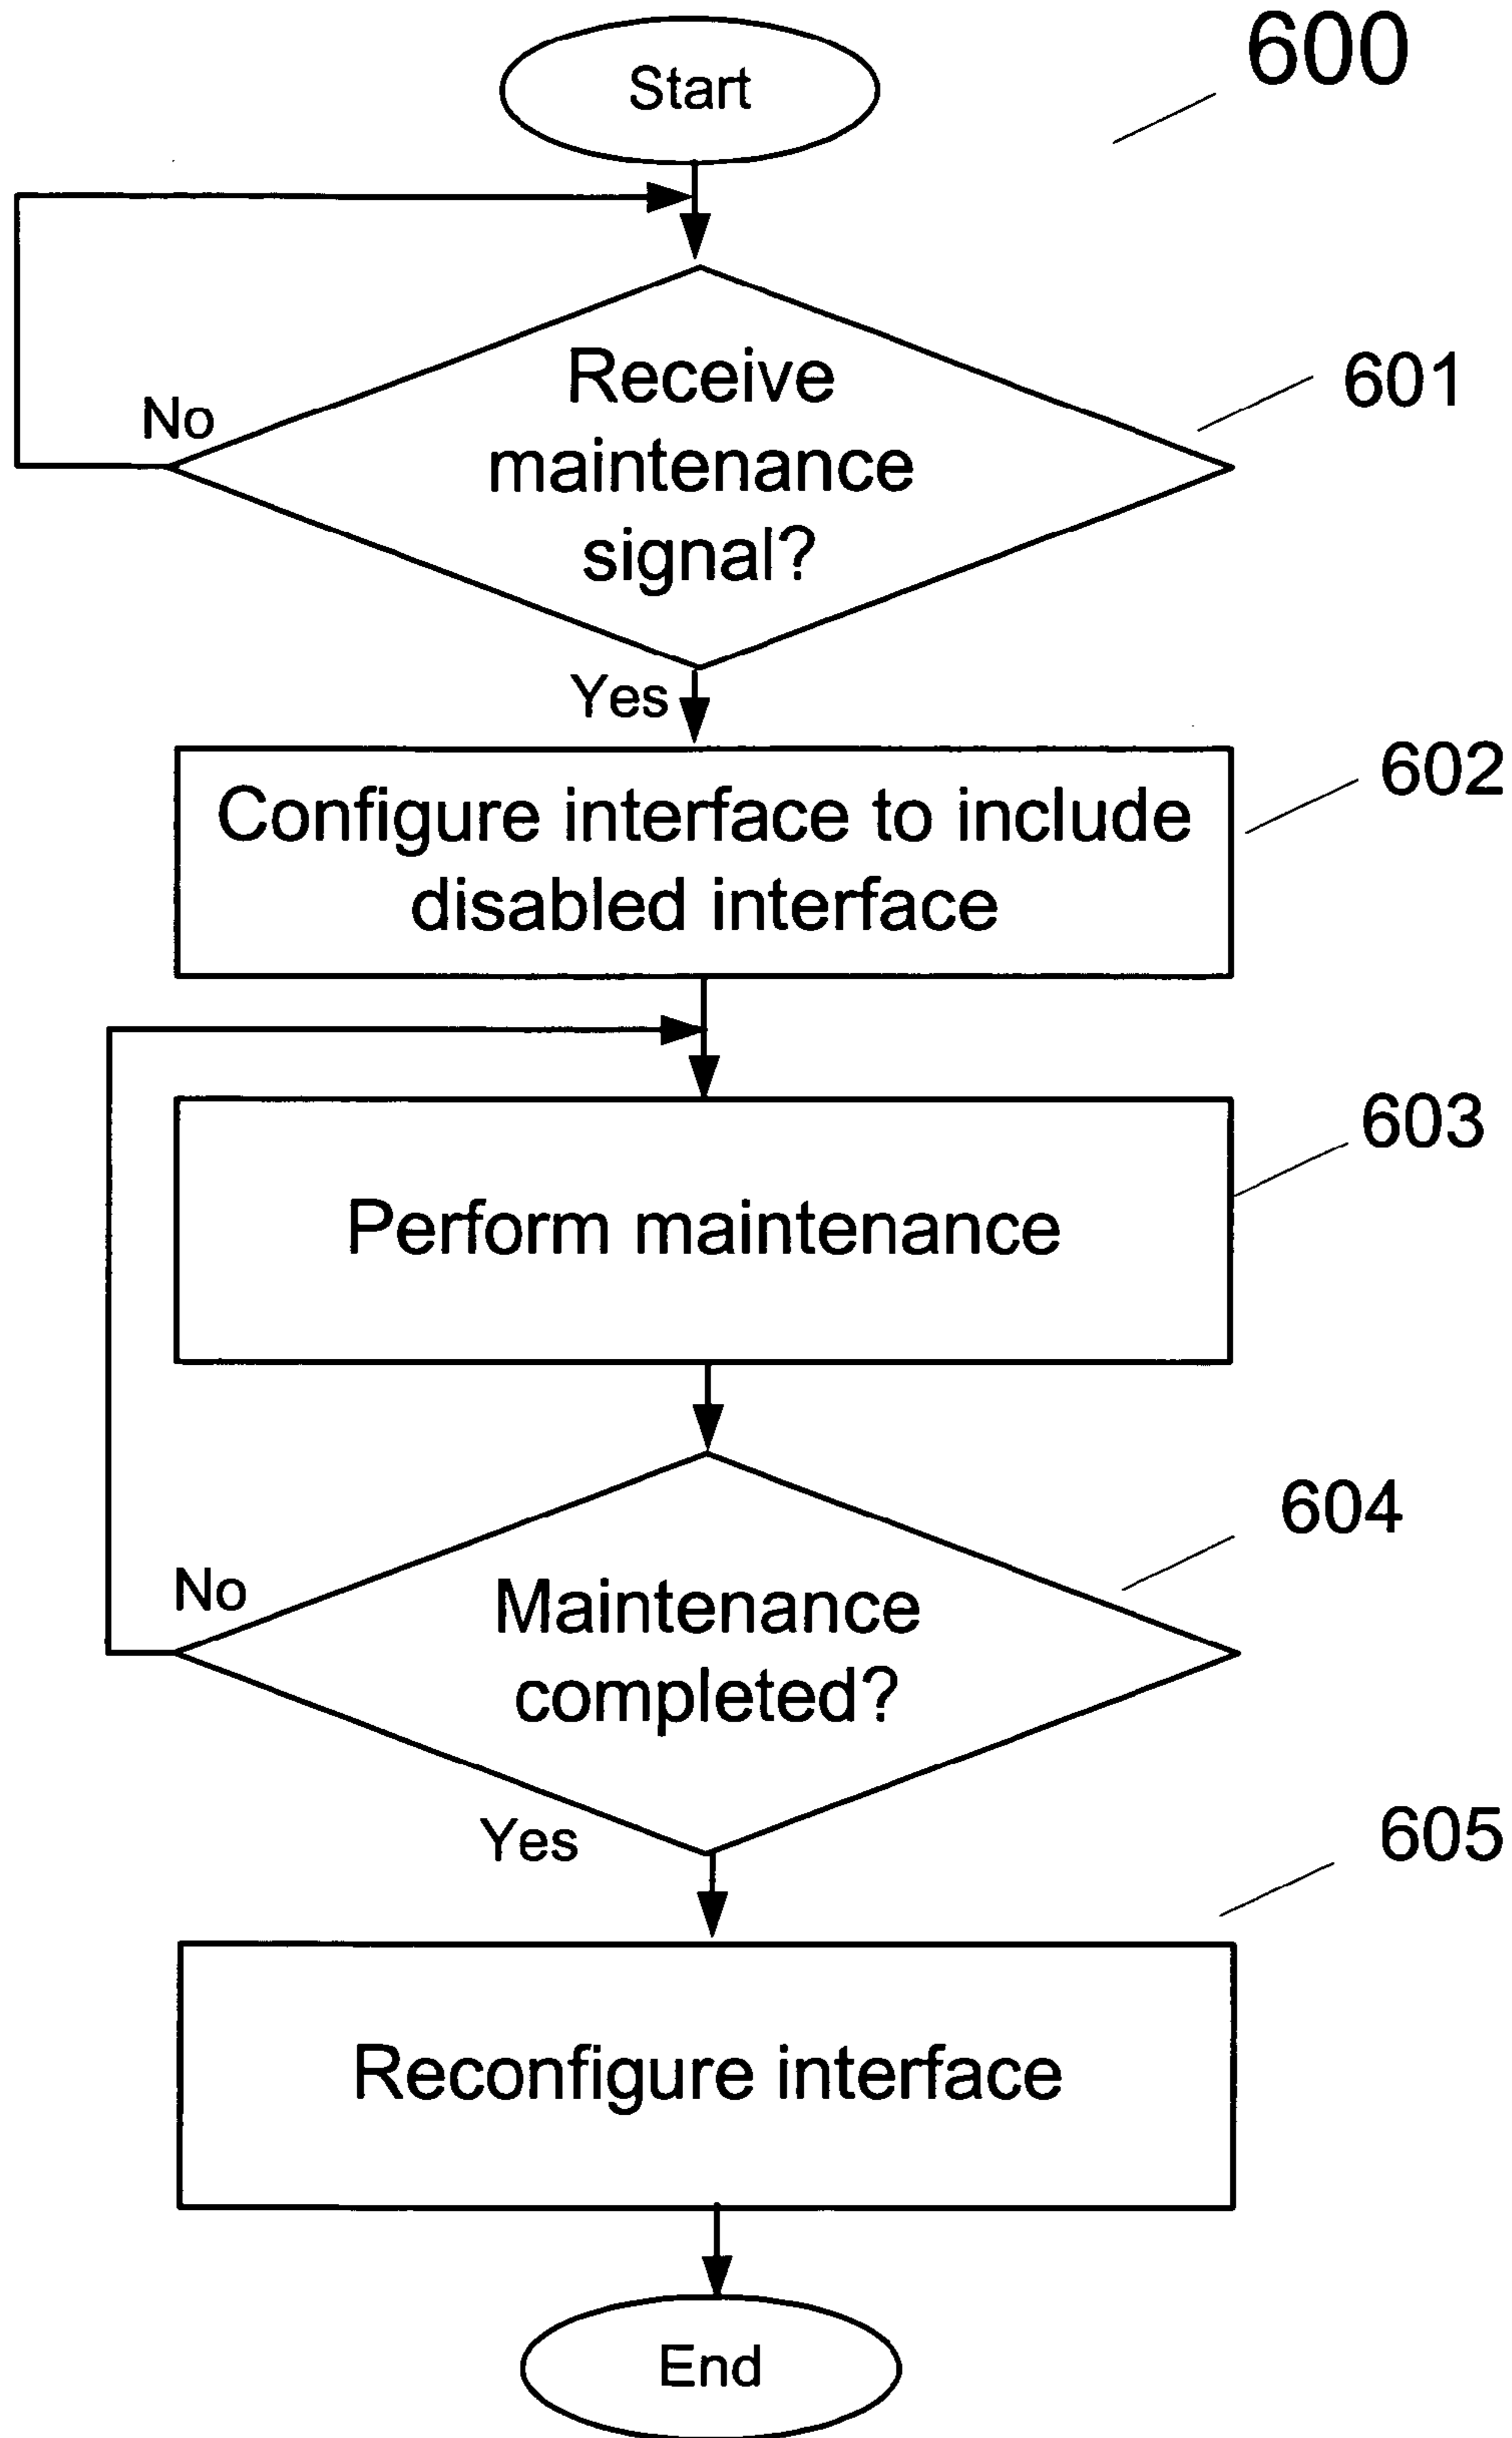 600
Start
601
Receive
maintenance
signal?
No
Yes
602
Configure interface to include
disabled interface
603
Perform maintenance
604
Maintenance
completed?
No
Yes
605
Reconfigure interface
End